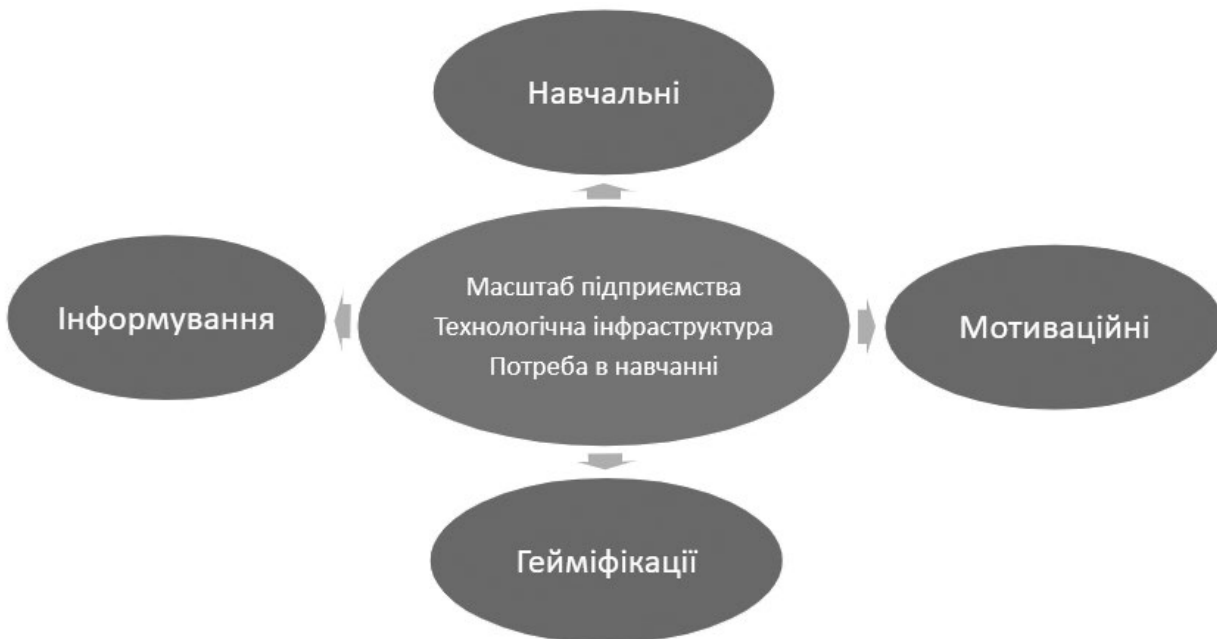 Навчальні
Інформування
Масштаб підприємства
Технологічна інфраструктура
Потреба в навчанні
Мотиваційні
Гейміфікації